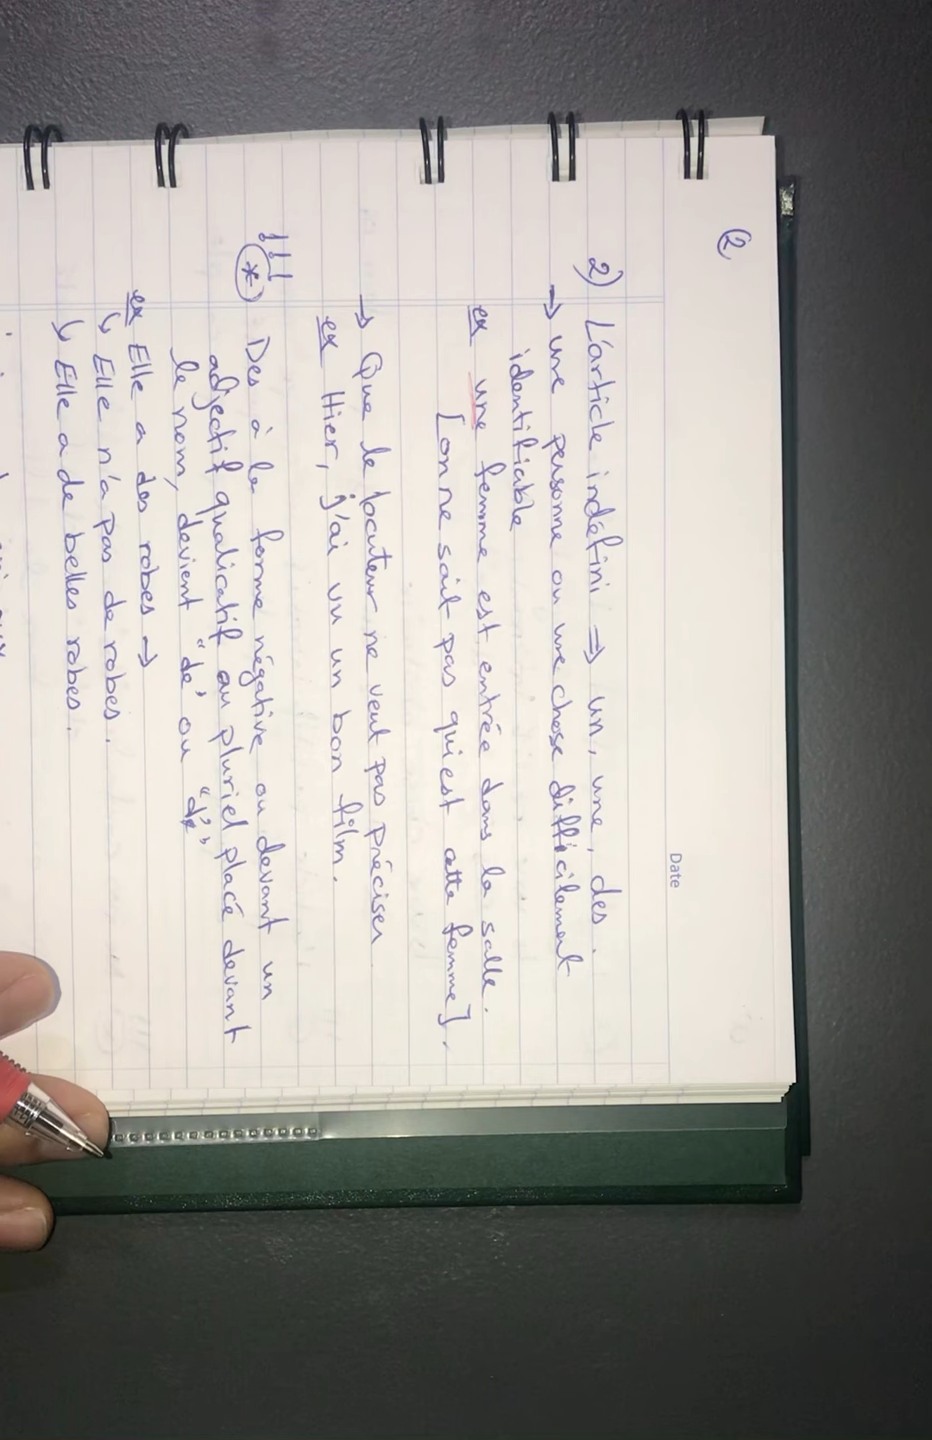 ②
Date
2) L'article indéfini ⇒ un, une, des.
→ une personne ou une chose difficilement
identifiable
ex une femme est entrée dans la salle.
[on ne sait pas qui est cette femme].
→ Que le locuteur ne veut pas préciser
ex Hier, j'ai vu un bon film.
!!!
(*) Des à la forme négative ou devant un
adjectif qualicatif au pluriel placé devant
le nom, devient "de" ou "d'"
ex Elle a des robes →
↳ Elle n'a pas de robes.
↳ Elle a de belles robes.